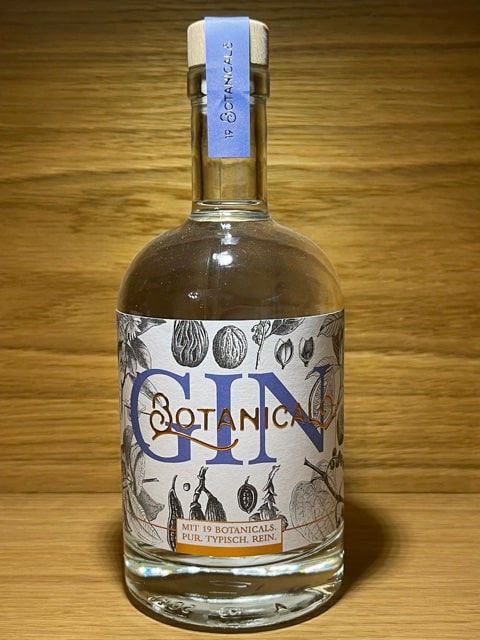 19 BOTANICALS
GIN
BOTANICALS
MIT 19 BOTANICALS.
PUR. TYPISCH. REIN.